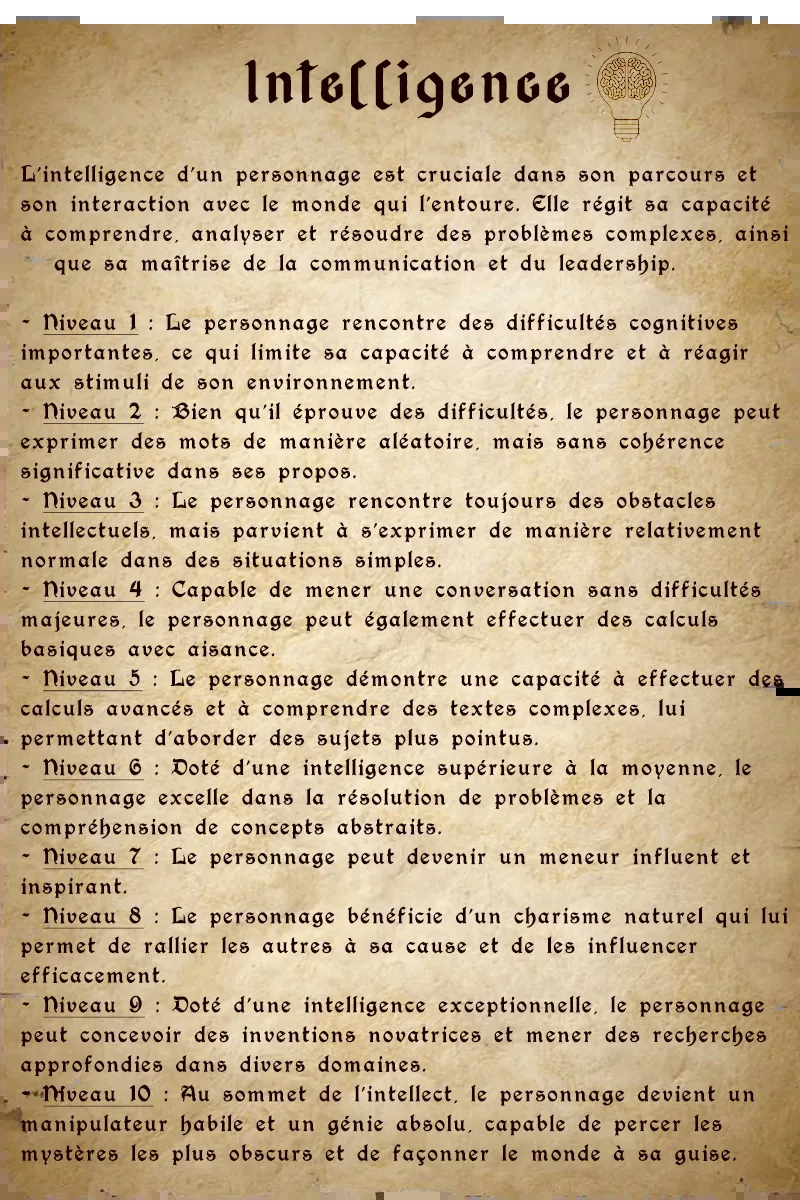 Intelligence
L'intelligence d'un personnage est cruciale dans son parcours et
son interaction avec le monde qui l'entoure. Elle régit sa capacité
à comprendre, analyser et résoudre des problèmes complexes, ainsi
que sa maîtrise de la communication et du leadership.
- Niveau 1 : Le personnage rencontre des difficultés cognitives
importantes, ce qui limite sa capacité à comprendre et à réagir
aux stimuli de son environnement.
- Niveau 2 : Bien qu'il éprouve des difficultés, le personnage peut
exprimer des mots de manière aléatoire, mais sans cohérence
significative dans ses propos.
- Niveau 3 : Le personnage rencontre toujours des obstacles
intellectuels, mais parvient à s'exprimer de manière relativement
normale dans des situations simples.
- Niveau 4 : Capable de mener une conversation sans difficultés
majeures, le personnage peut également effectuer des calculs
basiques avec aisance.
- Niveau 5 : Le personnage démontre une capacité à effectuer des
calculs avancés et à comprendre des textes complexes, lui
permettant d'aborder des sujets plus pointus.
- Niveau 6 : Doté d'une intelligence supérieure à la moyenne, le
personnage excelle dans la résolution de problèmes et la
compréhension de concepts abstraits.
- Niveau 7 : Le personnage peut devenir un meneur influent et
inspirant.
- Niveau 8 : Le personnage bénéficie d'un charisme naturel qui lui
permet de rallier les autres à sa cause et de les influencer
efficacement.
- Niveau 9 : Doté d'une intelligence exceptionnelle, le personnage
peut concevoir des inventions novatrices et mener des recherches
approfondies dans divers domaines.
- Niveau 10 : Au sommet de l'intellect, le personnage devient un
manipulateur habile et un génie absolu, capable de percer les
mystères les plus obscurs et de façonner le monde à sa guise.